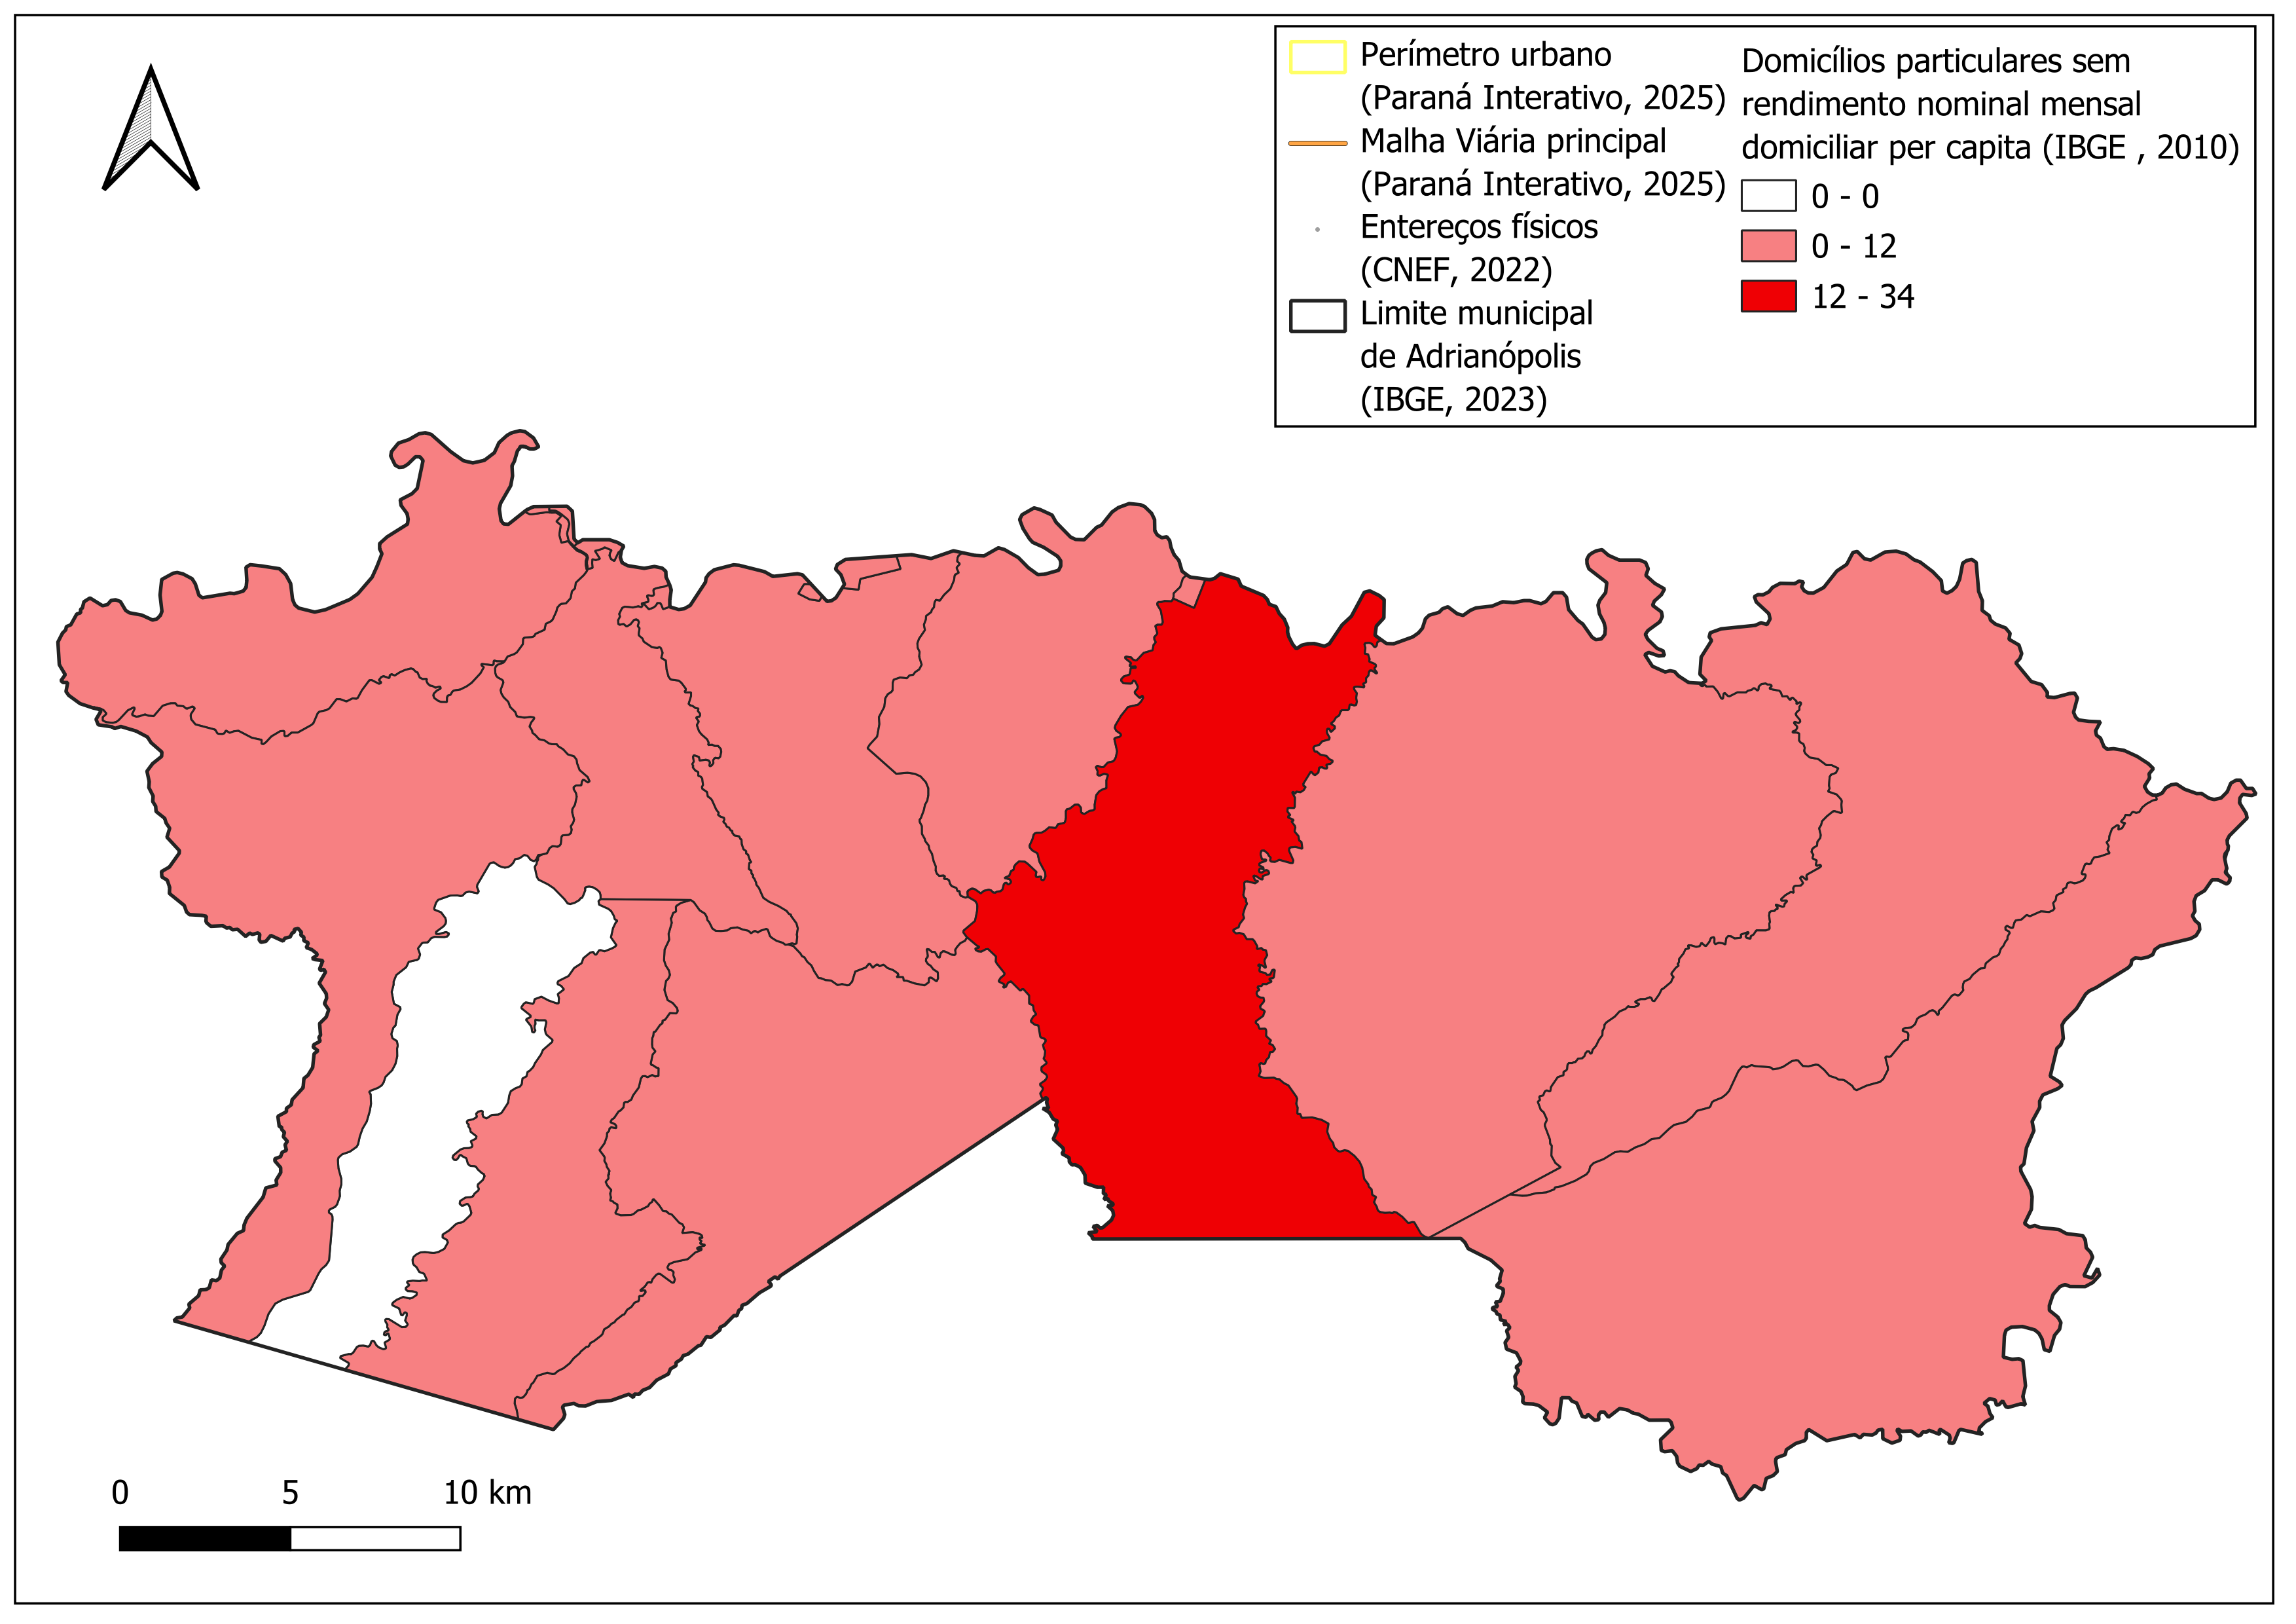 Perímetro urbano
(Paraná Interativo, 2025)
Malha Viária principal
(Paraná Interativo, 2025)
Entereços físicos
(CNEF, 2022)
Limite municipal
de Adrianópolis
(IBGE, 2023)
Domicílios particulares sem
rendimento nominal mensal
domiciliar per capita (IBGE , 2010)
0 - 0
0 - 12
12 - 34
0 5 10 km